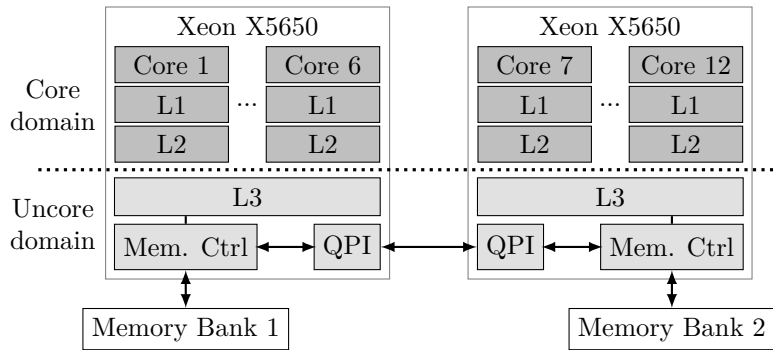 Xeon X5650 Xeon X5650
Core 1 Core 6 Core 7 Core 12
Core
domain
L1 ... L1 L1 ... L1
L2 L2 L2 L2
Uncore
domain
L3 L3
Mem. Ctrl QPI QPI Mem. Ctrl
Memory Bank 1 Memory Bank 2